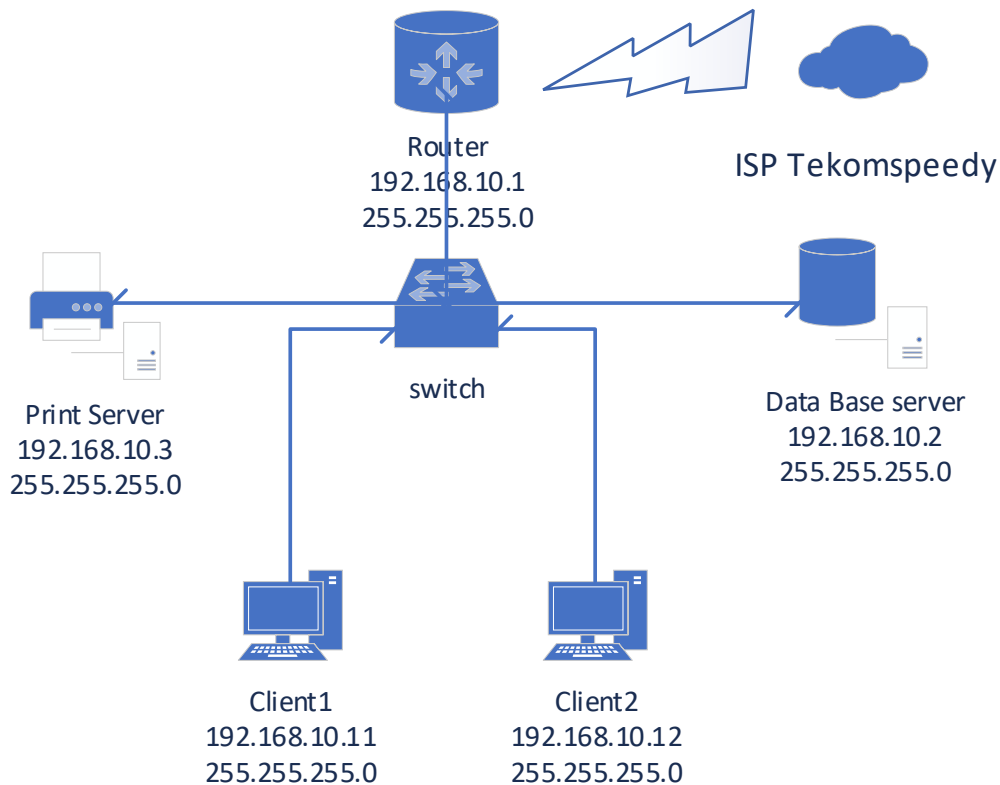 Router
192.168.10.1
255.255.255.0
ISP Tekomspeedy
switch
Print Server
192.168.10.3
255.255.255.0
Data Base server
192.168.10.2
255.255.255.0
Client1
192.168.10.11
255.255.255.0
Client2
192.168.10.12
255.255.255.0